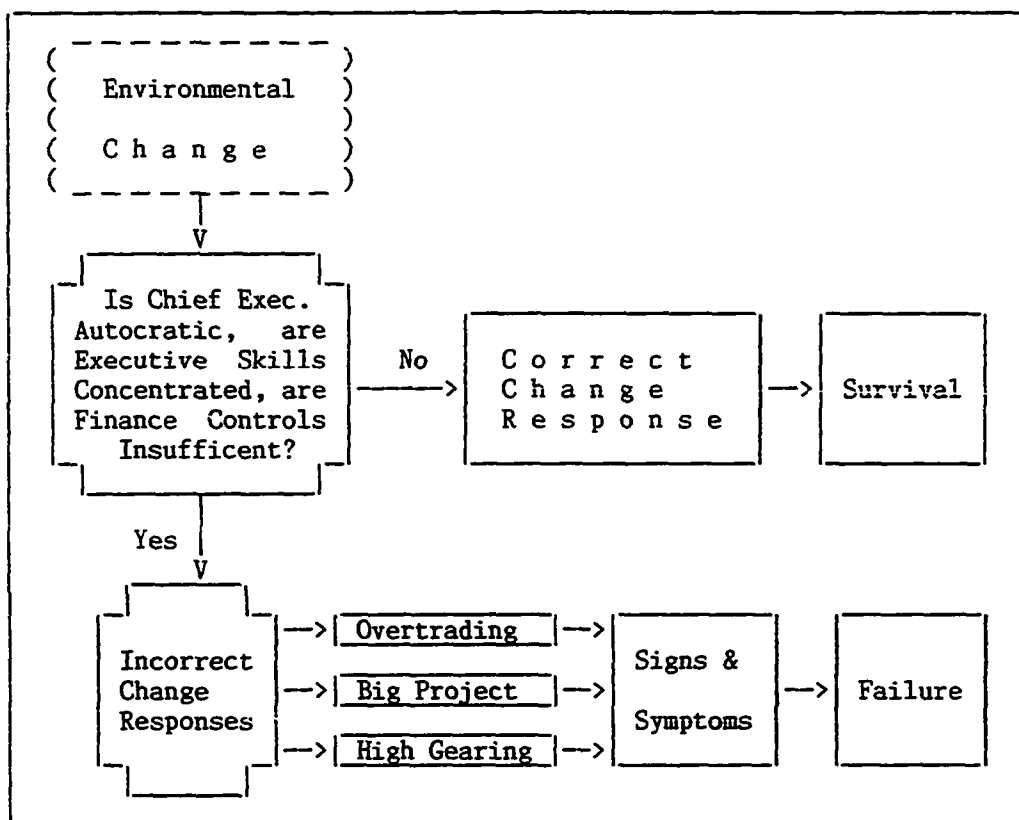 Environmental
C h a n g e
Is Chief Exec.
Autocratic, are
Executive Skills
Concentrated, are
Finance Controls
Insufficent?
No
C o r r e c t
C h a n g e
R e s p o n s e
Survival
Yes
Incorrect
Change
Responses
Overtrading
Big Project
High Gearing
Signs &
Symptoms
Failure